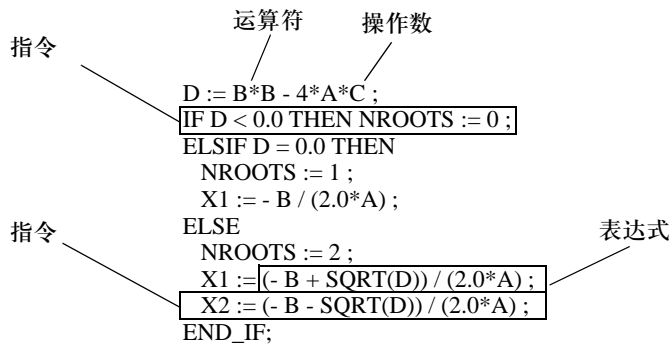 运算符 操作数
指令
D := B*B - 4*A*C ;
IF D < 0.0 THEN NROOTS := 0 ;
ELSIF D = 0.0 THEN
NROOTS := 1 ;
X1 := - B / (2.0*A) ;
ELSE
指令 表达式
NROOTS := 2 ;
X1 := (- B + SQRT(D)) / (2.0*A) ;
X2 := (- B - SQRT(D)) / (2.0*A) ;
END_IF;